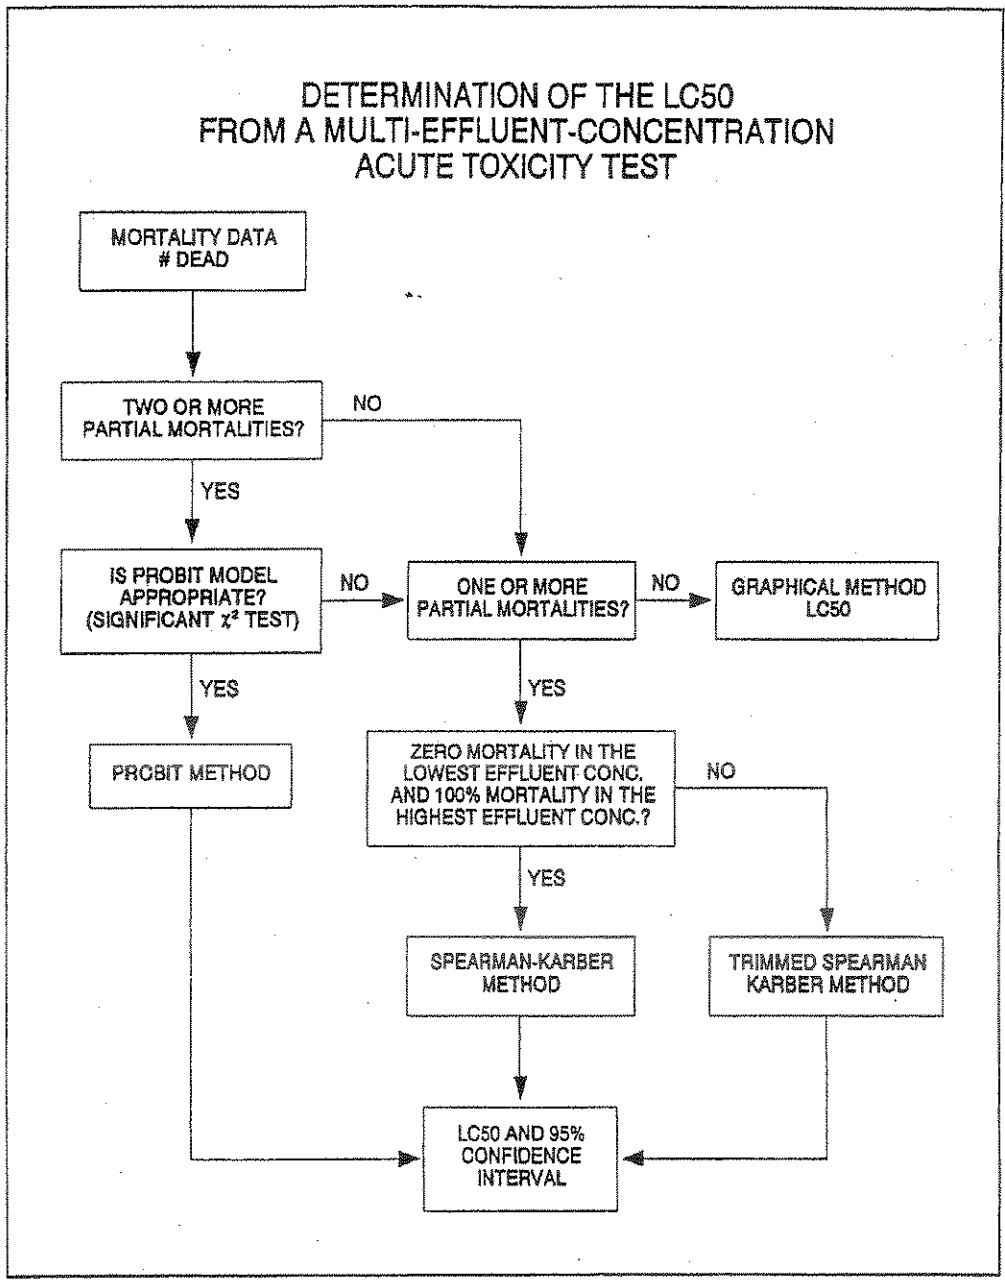 DETERMINATION OF THE LC50
FROM A MULTI-EFFLUENT-CONCENTRATION
ACUTE TOXICITY TEST
MORTALITY DATA
# DEAD
TWO OR MORE
PARTIAL MORTALITIES?
NO
YES
IS PROBIT MODEL
APPROPRIATE?
(SIGNIFICANT χ² TEST)
NO
ONE OR MORE
PARTIAL MORTALITIES?
NO
GRAPHICAL METHOD
LC50
YES
YES
PROBIT METHOD
ZERO MORTALITY IN THE
LOWEST EFFLUENT CONC.
AND 100% MORTALITY IN THE
HIGHEST EFFLUENT CONC.?
NO
YES
SPEARMAN-KARBER
METHOD
TRIMMED SPEARMAN
KARBER METHOD
LC50 AND 95%
CONFIDENCE
INTERVAL